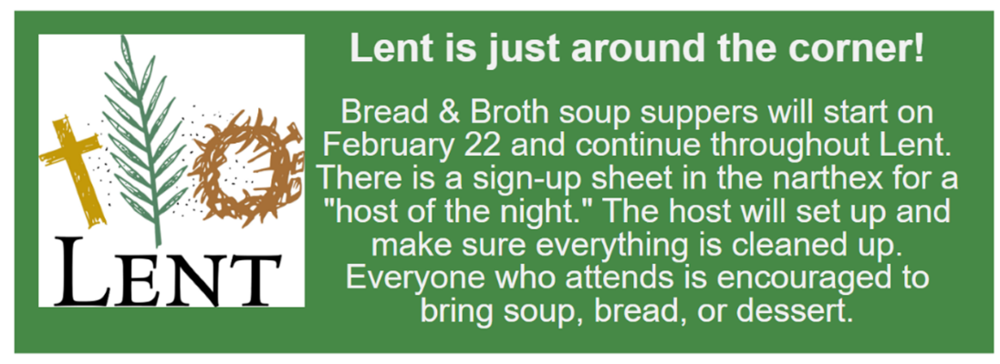 Lent is just around the corner!
Bread & Broth soup suppers will start on
February 22 and continue throughout Lent.
There is a sign-up sheet in the narthex for a
"host of the night." The host will set up and
make sure everything is cleaned up.
Everyone who attends is encouraged to
bring soup, bread, or dessert.
LENT